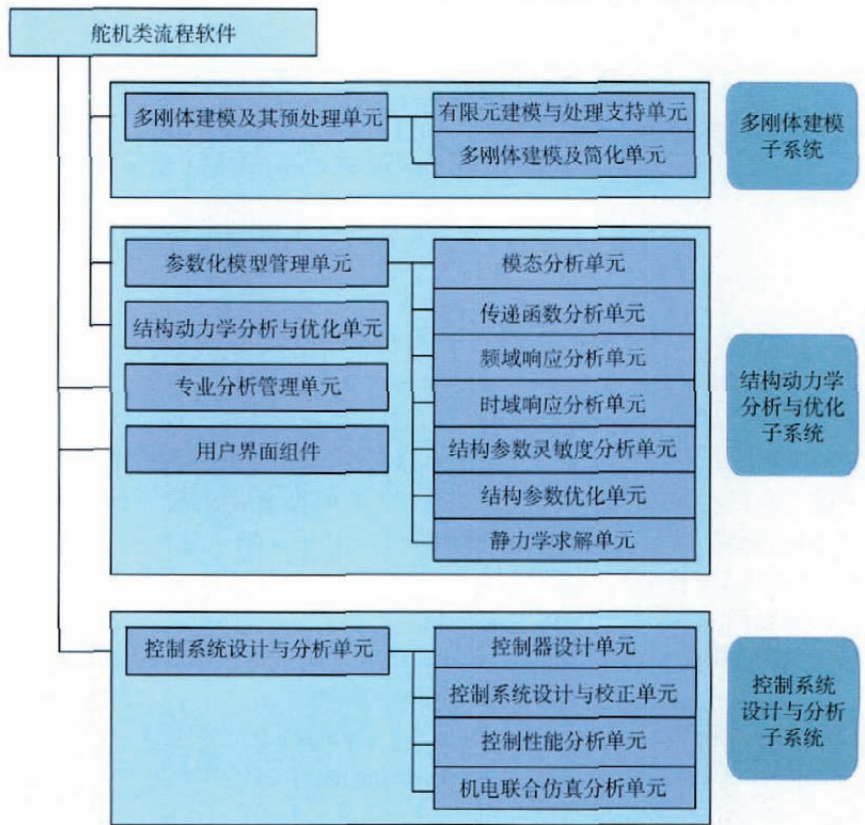 舵机类流程软件
多刚体建模及其预处理单元
有限元建模与处理支持单元
多刚体建模及简化单元
多刚体建模
子系统
参数化模型管理单元
结构动力学分析与优化单元
专业分析管理单元
用户界面组件
模态分析单元
传递函数分析单元
频域响应分析单元
时域响应分析单元
结构参数灵敏度分析单元
结构参数优化单元
静力学求解单元
结构动力学
分析与优化
子系统
控制系统设计与分析单元
控制器设计单元
控制系统设计与校正单元
控制性能分析单元
机电联合仿真分析单元
控制系统
设计与分析
子系统